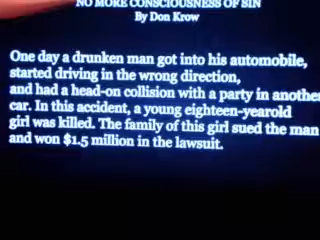 NO MORE CONSCIOUSNESS OF SIN
By Don Krow
One day a drunken man got into his automobile,
started driving in the wrong direction,
and had a head-on collision with a party in another
car. In this accident, a young eighteen-yearold
girl was killed. The family of this girl sued the man
and won $1.5 million in the lawsuit.